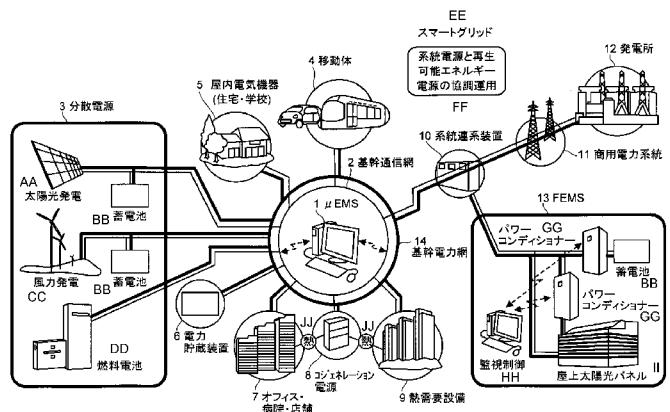 EE
スマートグリッド
系統電源と再生
可能エネルギー
電源の協調運用
FF
12 発電所
4 移動体
5 屋内電気機器
(住宅・学校)
3 分散電源
10 系統連系装置
11 商用電力系統
2 基幹通信網
1 μEMS
14
基幹電力網
AA
太陽光発電
BB
蓄電池
風力発電
CC
BB
蓄電池
DD
燃料電池
6 電力
貯蔵装置
JJ
熱
JJ
熱
8 コジェネレーション
電源
7 オフィス・
病院・店舗
9 熱需要設備
13 FEMS
パワー GG
コンディショナー
蓄電池
BB
パワー
コンディショナー
GG
監視制御
HH
屋上太陽光パネル
II